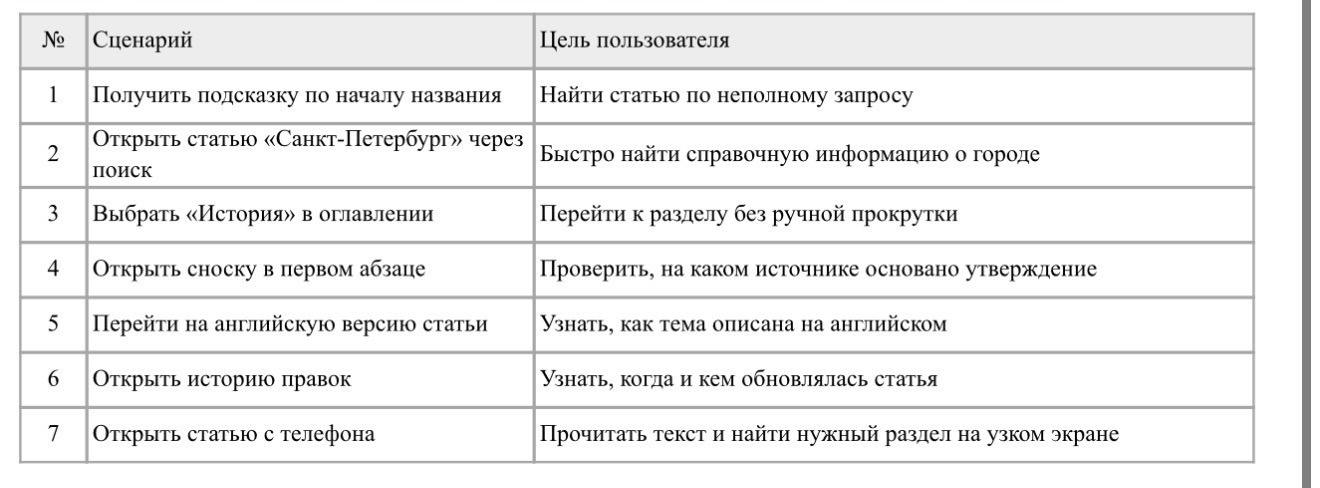 № Сценарий Цель пользователя
1 Получить подсказку по началу названия Найти статью по неполному запросу
2 Открыть статью «Санкт-Петербург» через поиск Быстро найти справочную информацию о городе
3 Выбрать «История» в оглавлении Перейти к разделу без ручной прокрутки
4 Открыть сноску в первом абзаце Проверить, на каком источнике основано утверждение
5 Перейти на английскую версию статьи Узнать, как тема описана на английском
6 Открыть историю правок Узнать, когда и кем обновлялась статья
7 Открыть статью с телефона Прочитать текст и найти нужный раздел на узком экране